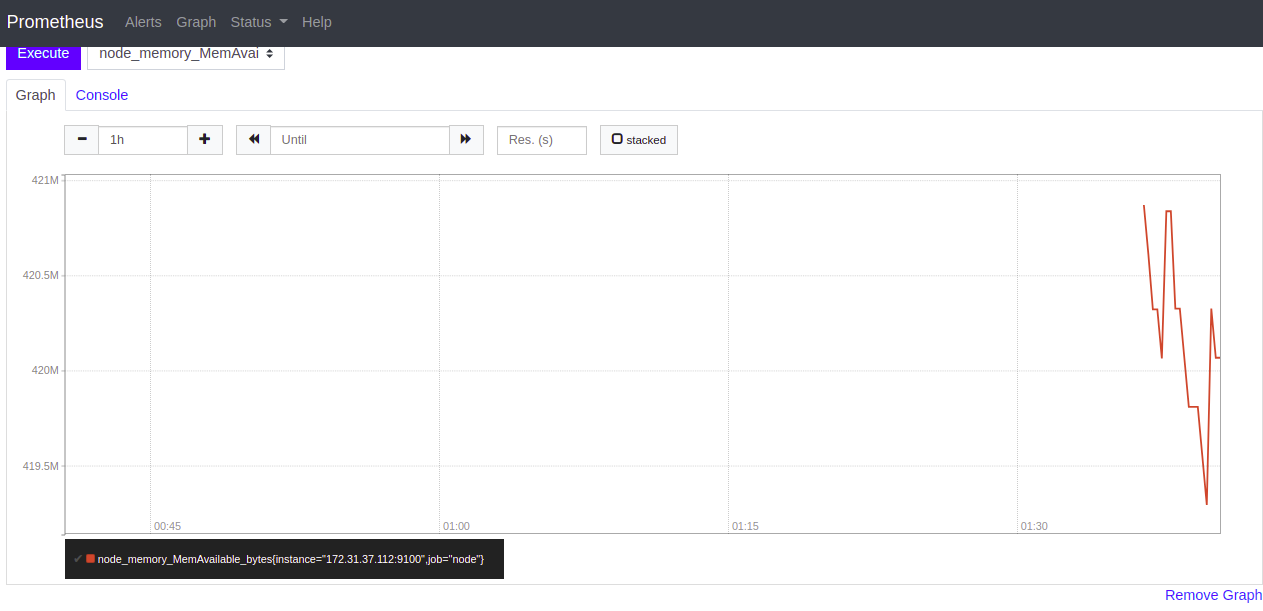 Prometheus Alerts Graph Status Help
Execute node_memory_MemAvai
Graph Console
1h Until Res. (s) stacked
421M
420.5M
420M
419.5M
00:45 01:00 01:15 01:30
node_memory_MemAvailable_bytes{instance="172.31.37.112:9100",job="node"}
Remove Graph